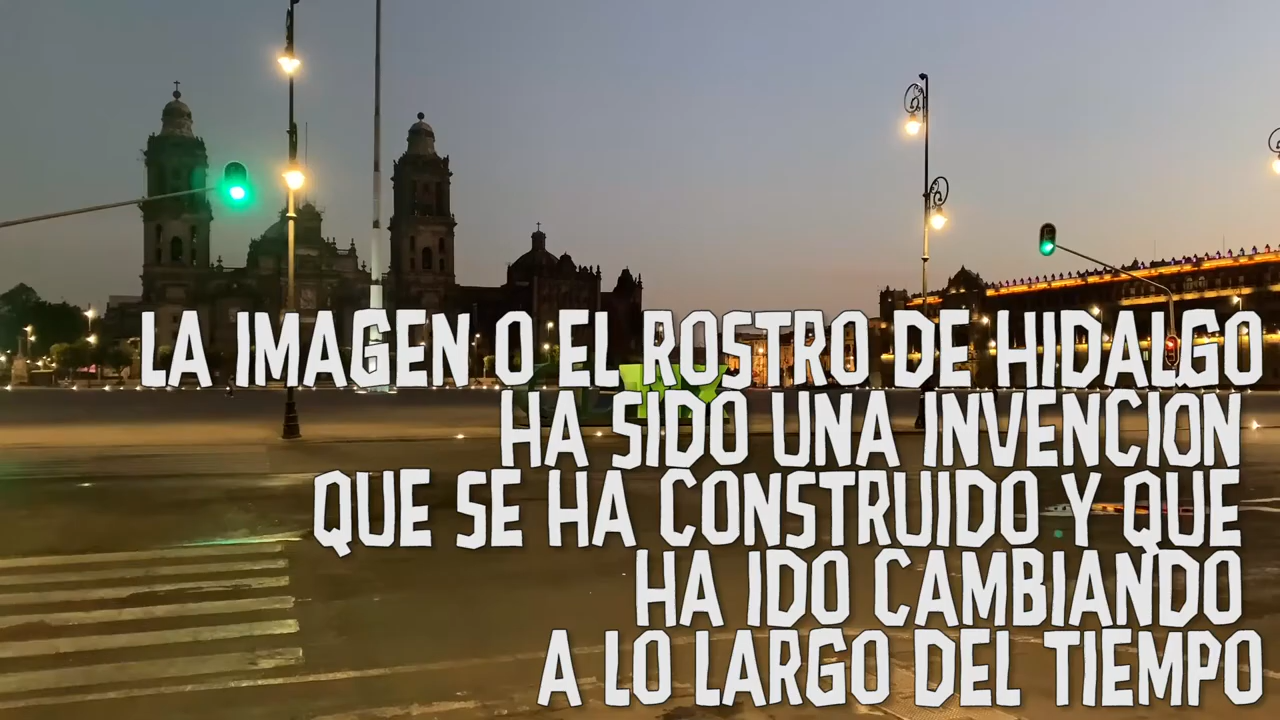 LA IMAGEN O EL ROSTRO DE HIDALGO
HA SIDO UNA INVENCION
QUE SE HA CONSTRUIDO Y QUE
HA IDO CAMBIANDO
A LO LARGO DEL TIEMPO